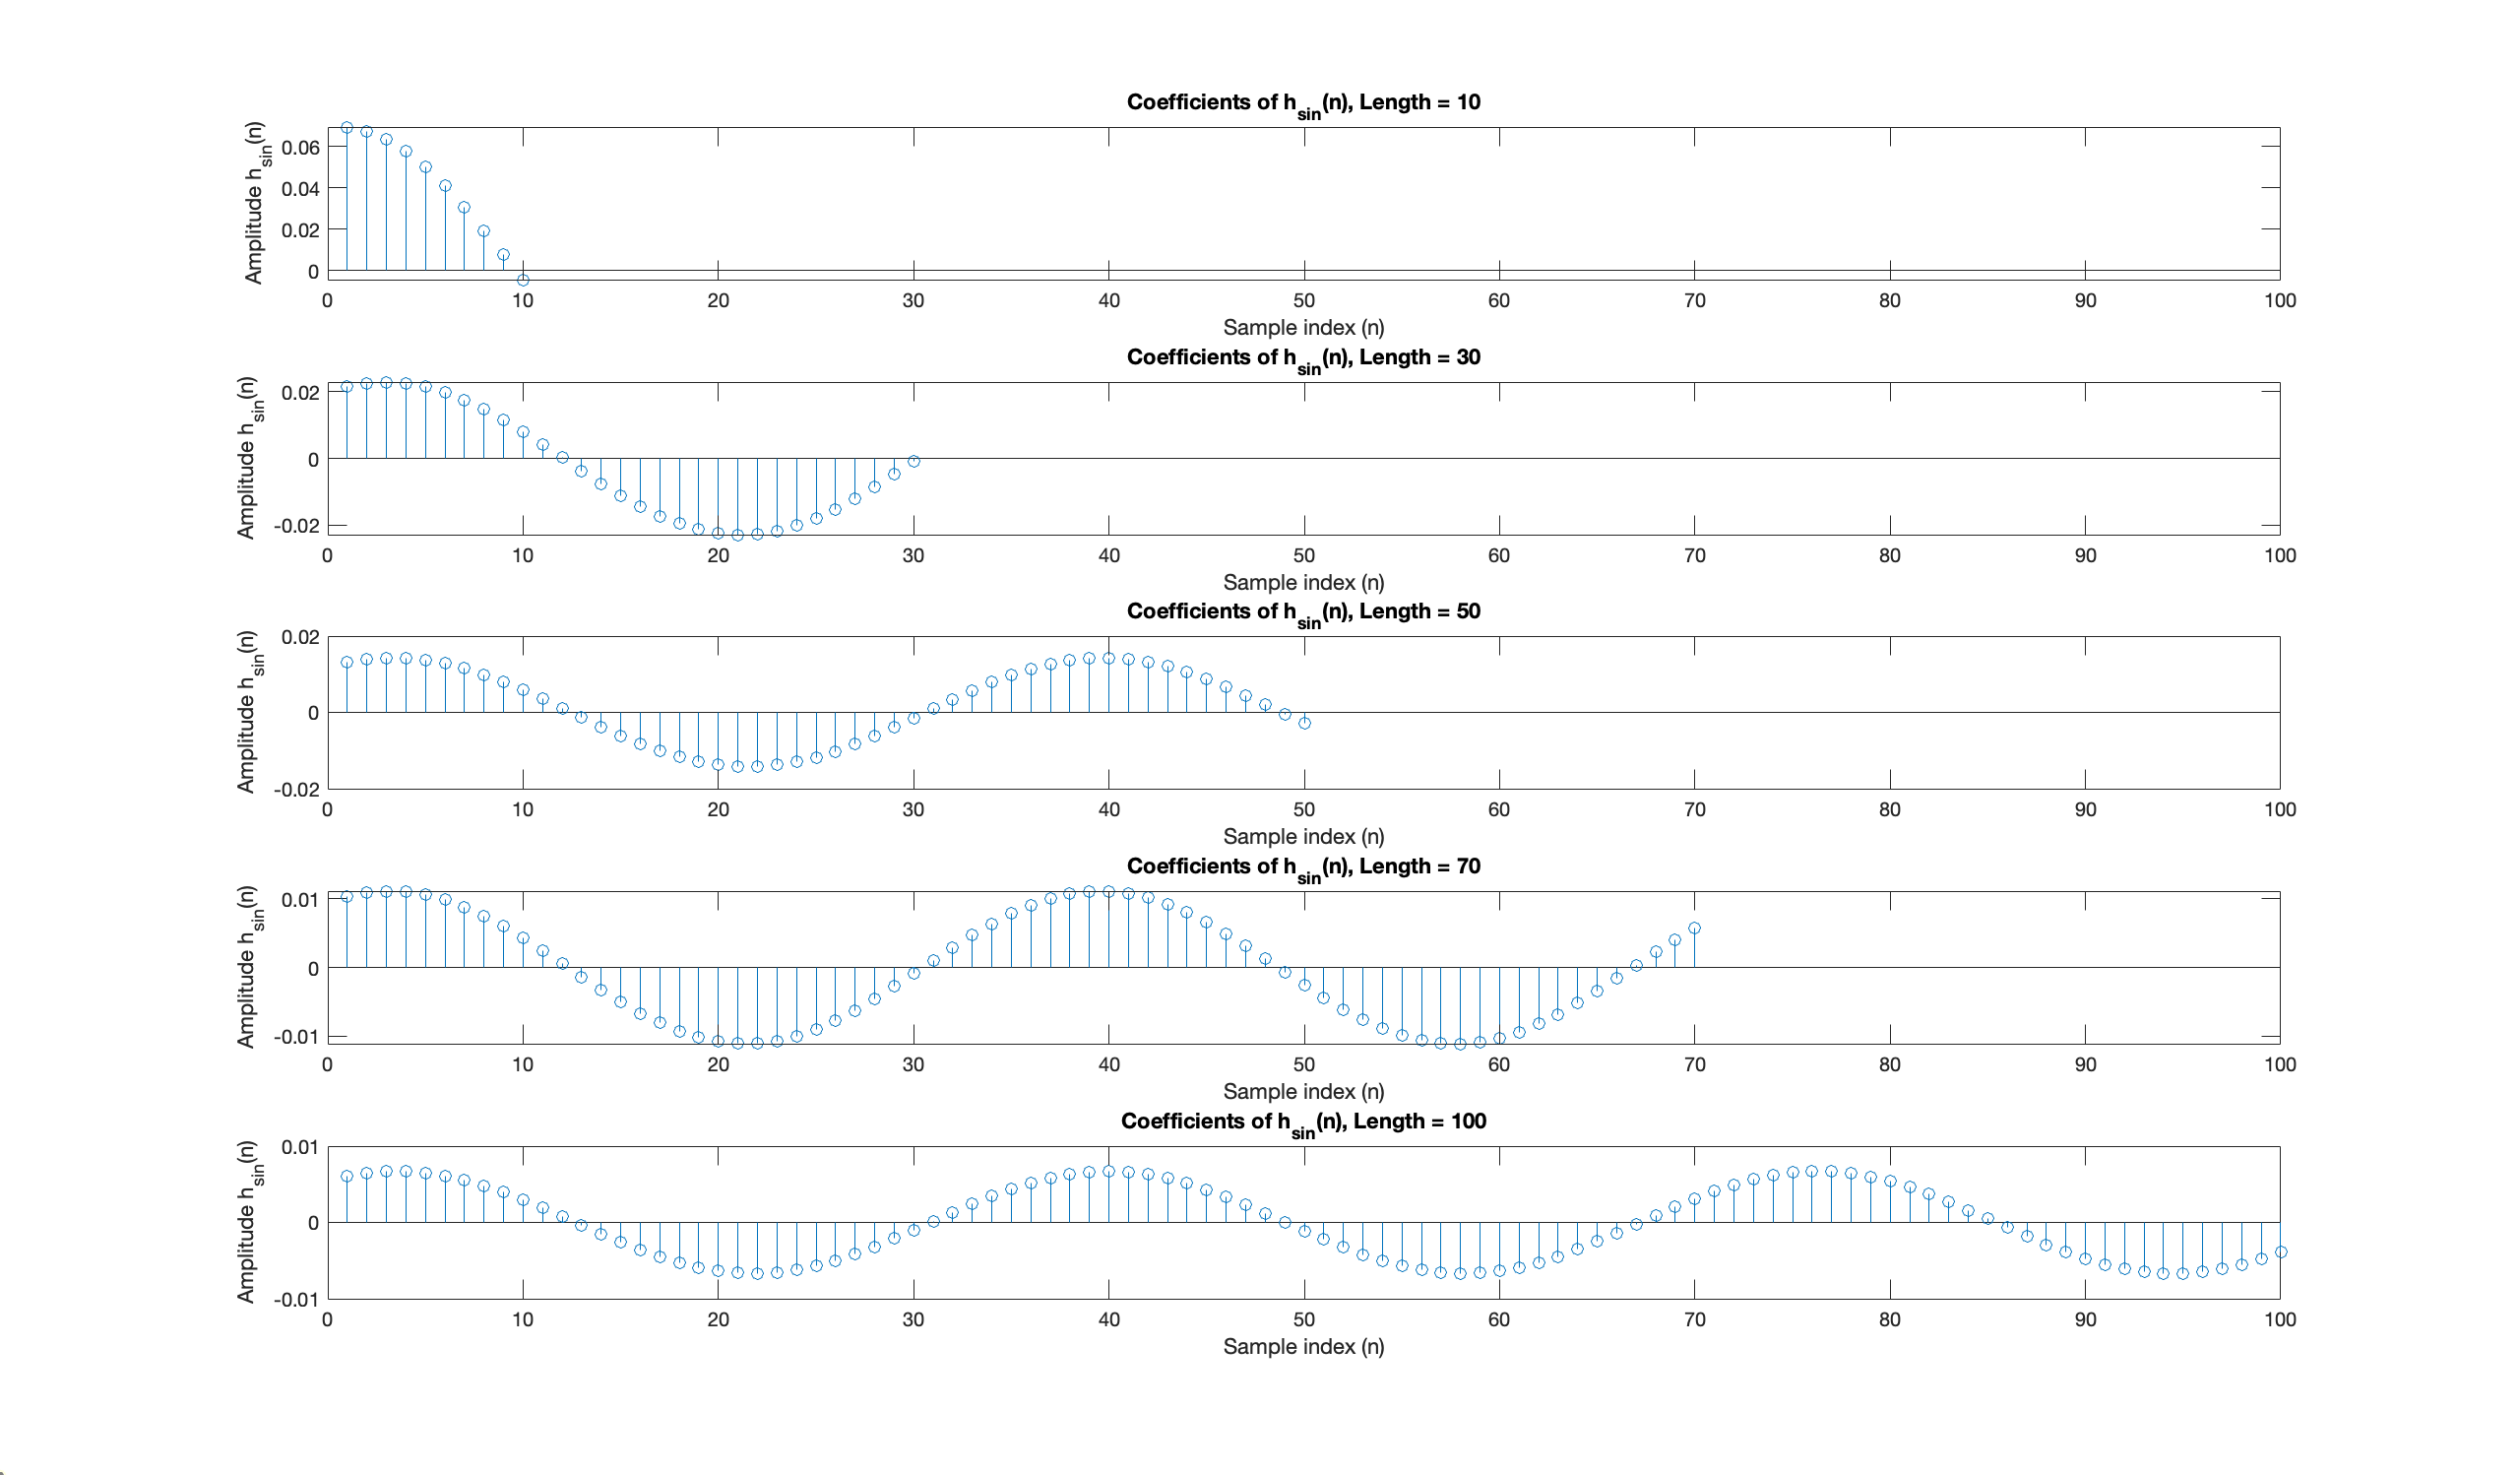 Coefficients of h_sin(n), Length = 10
Amplitude h_sin(n)
0.06
0.04
0.02
0
0 10 20 30 40 50 60 70 80 90 100
Sample index (n)
Coefficients of h_sin(n), Length = 30
Amplitude h_sin(n)
0.02
0
-0.02
0 10 20 30 40 50 60 70 80 90 100
Sample index (n)
Coefficients of h_sin(n), Length = 50
Amplitude h_sin(n)
0.02
0
-0.02
0 10 20 30 40 50 60 70 80 90 100
Sample index (n)
Coefficients of h_sin(n), Length = 70
Amplitude h_sin(n)
0.01
0
-0.01
0 10 20 30 40 50 60 70 80 90 100
Sample index (n)
Coefficients of h_sin(n), Length = 100
Amplitude h_sin(n)
0.01
0
-0.01
0 10 20 30 40 50 60 70 80 90 100
Sample index (n)